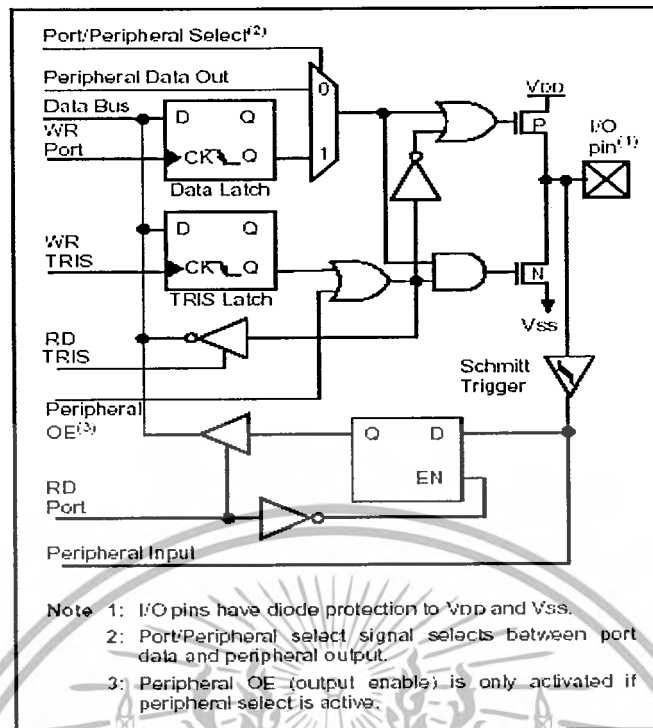 Port/Peripheral Select(2)
Peripheral Data Out
Data Bus
WR
Port
D Q
CK Q
Data Latch
0
1
VDD
P
I/O
pin(1)
WR
TRIS
D Q
CK Q
TRIS Latch
N
Vss
RD
TRIS
Schmitt
Trigger
Peripheral
OE(3)
Q D
EN
RD
Port
Peripheral Input
Note 1: I/O pins have diode protection to VDD and Vss.
2: Port/Peripheral select signal selects between port
data and peripheral output.
3: Peripheral OE (output enable) is only activated if
peripheral select is active.